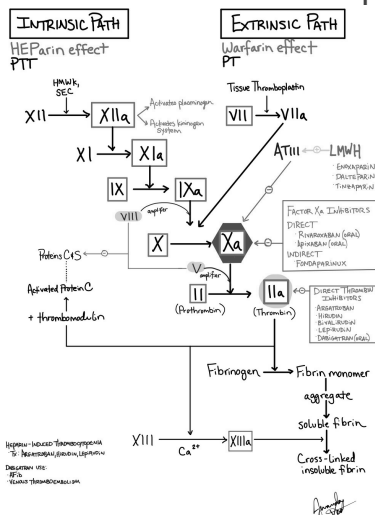 INTRINSIC PATH
HEParin effect
PTT
EXTRINSIC PATH
Warfarin effect
PT
HMWK,
SEC
XII
XIIa
Activates plasminogen
Activates kininogen
system
Tissue Thromboplastin
VII
VIIa
XI
XIa
ATIII
LMWH
· ENOXAPARIN
· DALTEPARIN
· TINZAPARIN
IX
IXa
VIII
amplifier
FACTOR Xa INHIBITORS
DIRECT
· RIVAROXABAN (ORAL)
· APIXABAN (ORAL)
INDIRECT
· FONDAPARINUX
X
Xa
Proteins C&S
V
amplifier
II
(Prothrombin)
IIa
(Thrombin)
DIRECT THROMBIN
INHIBITORS
· ARGATROBAN
· HIRUDIN
· BIVALIRUDIN
· LEPIRUDIN
· DABIGATRAN (ORAL)
Activated Protein C
+ thrombomodulin
Fibrinogen
Fibrin monomer
aggregate
soluble fibrin
XIII
Ca2+
XIIIa
Cross-linked
insoluble fibrin
HEPARIN-INDUCED THROMBOCYTOPENIA
Tx: ARGATROBAN, HIRUDIN, LEPIRUDIN
DABIGATRAN USE:
· AFib
· VENOUS THROMBOEMBOLISM